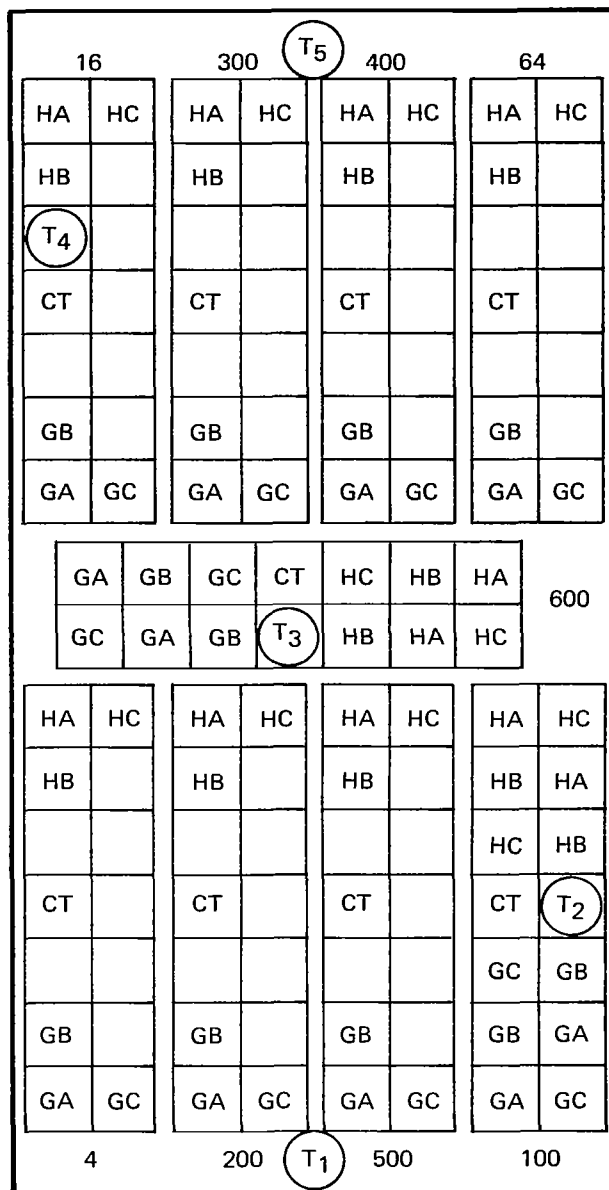 16 300 T5 400 64
HA HC HA HC HA HC HA HC
HB HB HB HB
T4
CT CT CT CT
GB GB GB GB
GA GC GA GC GA GC GA GC
GA GB GC CT HC HB HA
600
GC GA GB T3 HB HA HC
HA HC HA HC HA HC HA HC
HB HB HB HB HA
HC HB
CT CT CT CT T2
GC GB
GB GB GB GB GA
GA GC GA GC GA GC GA GC
4 200 T1 500 100